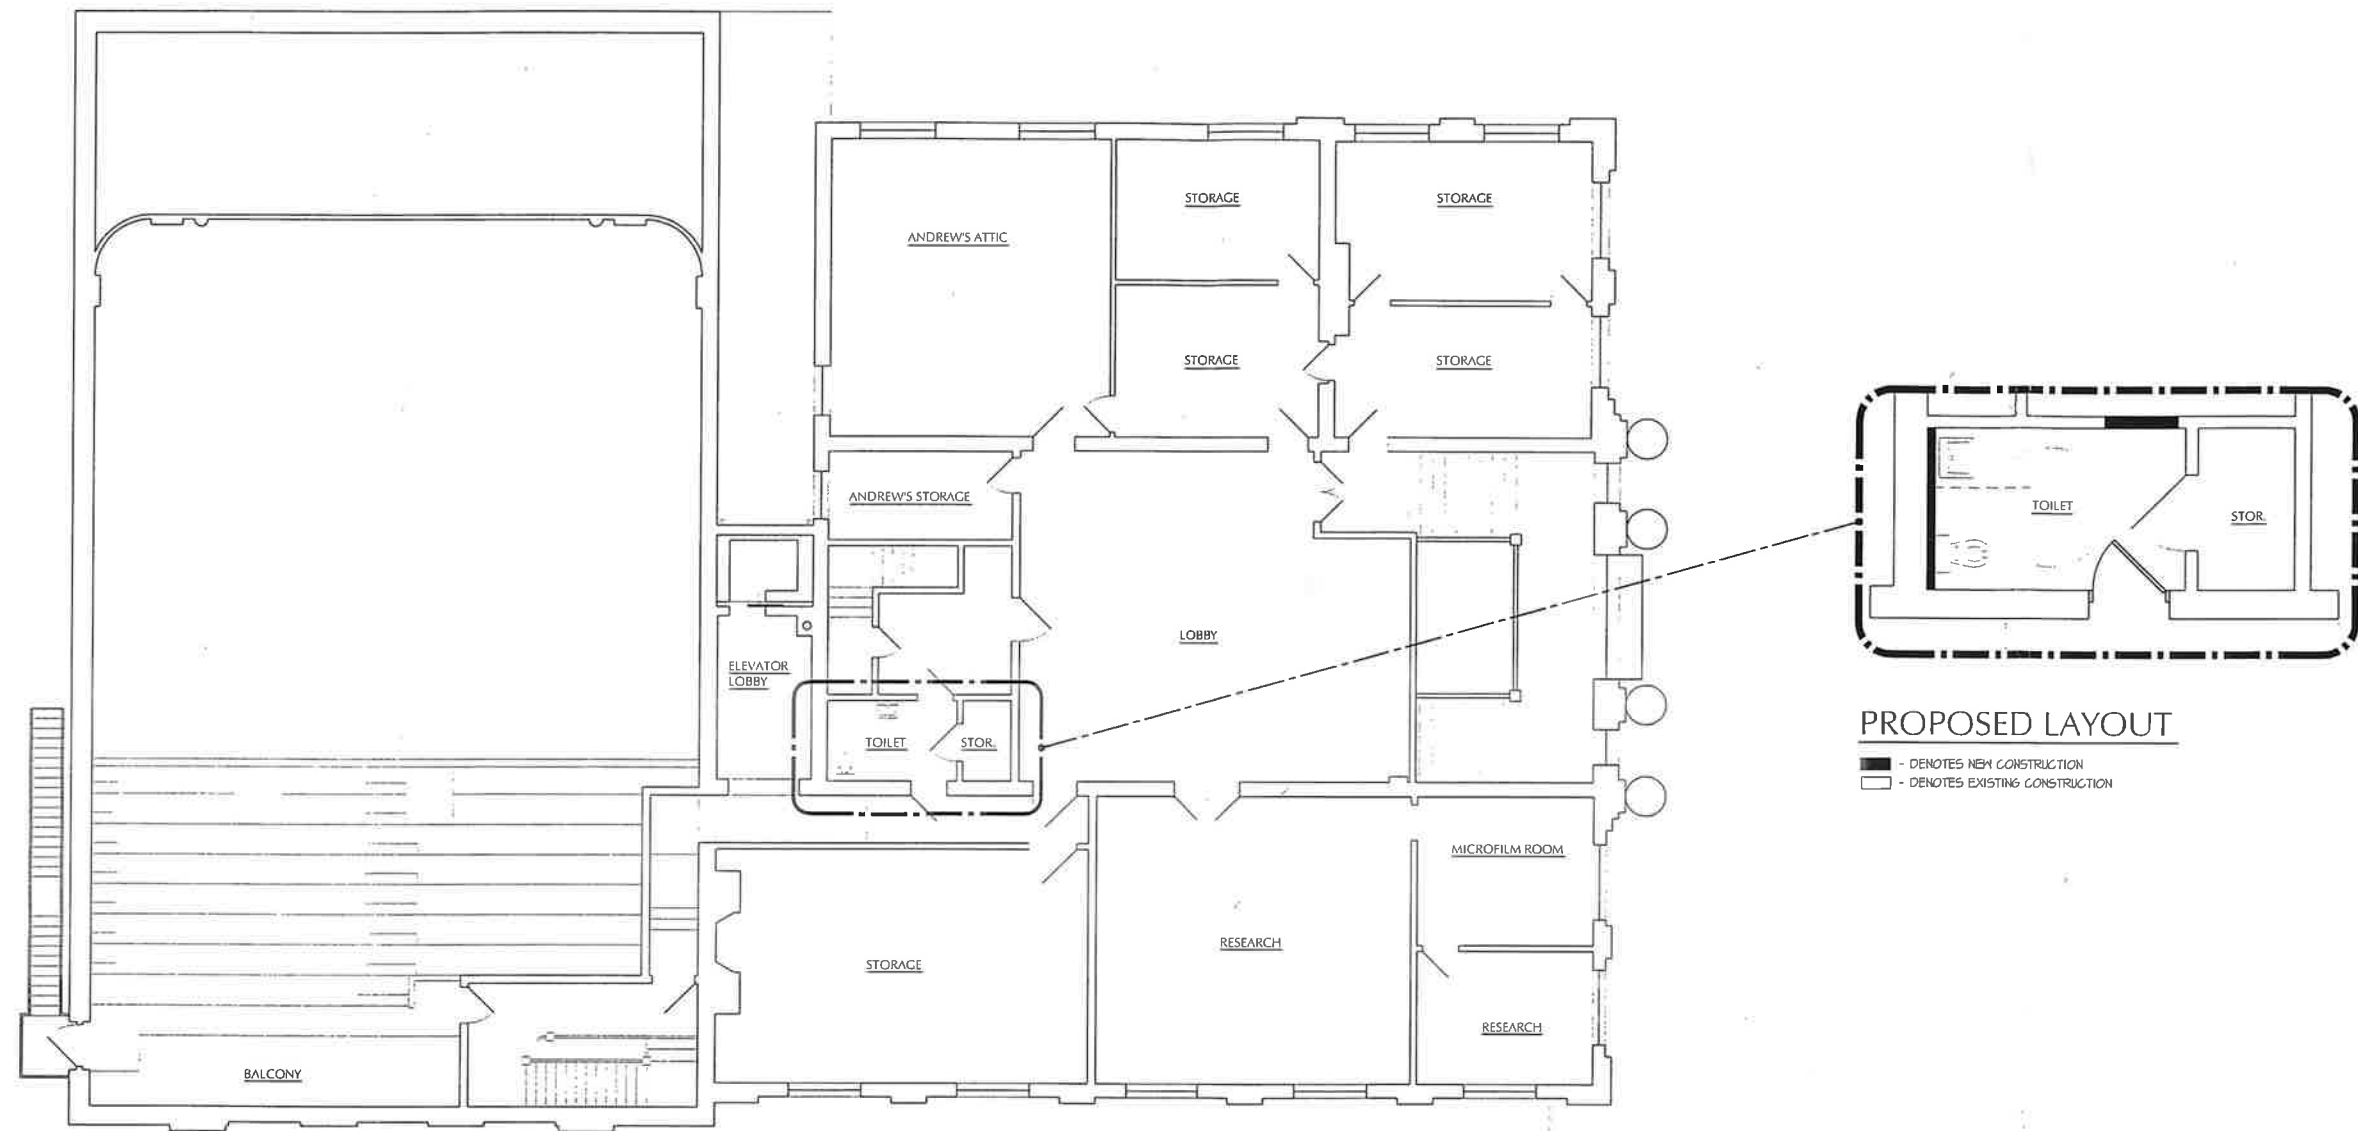 STORAGE
STORAGE
ANDREW'S ATTIC
STORAGE
STORAGE
ANDREW'S STORAGE
LOBBY
ELEVATOR
LOBBY
TOILET
STOR.
TOILET
STOR.
PROPOSED LAYOUT
- DENOTES NEW CONSTRUCTION
- DENOTES EXISTING CONSTRUCTION
MICROFILM ROOM
STORAGE
RESEARCH
RESEARCH
BALCONY